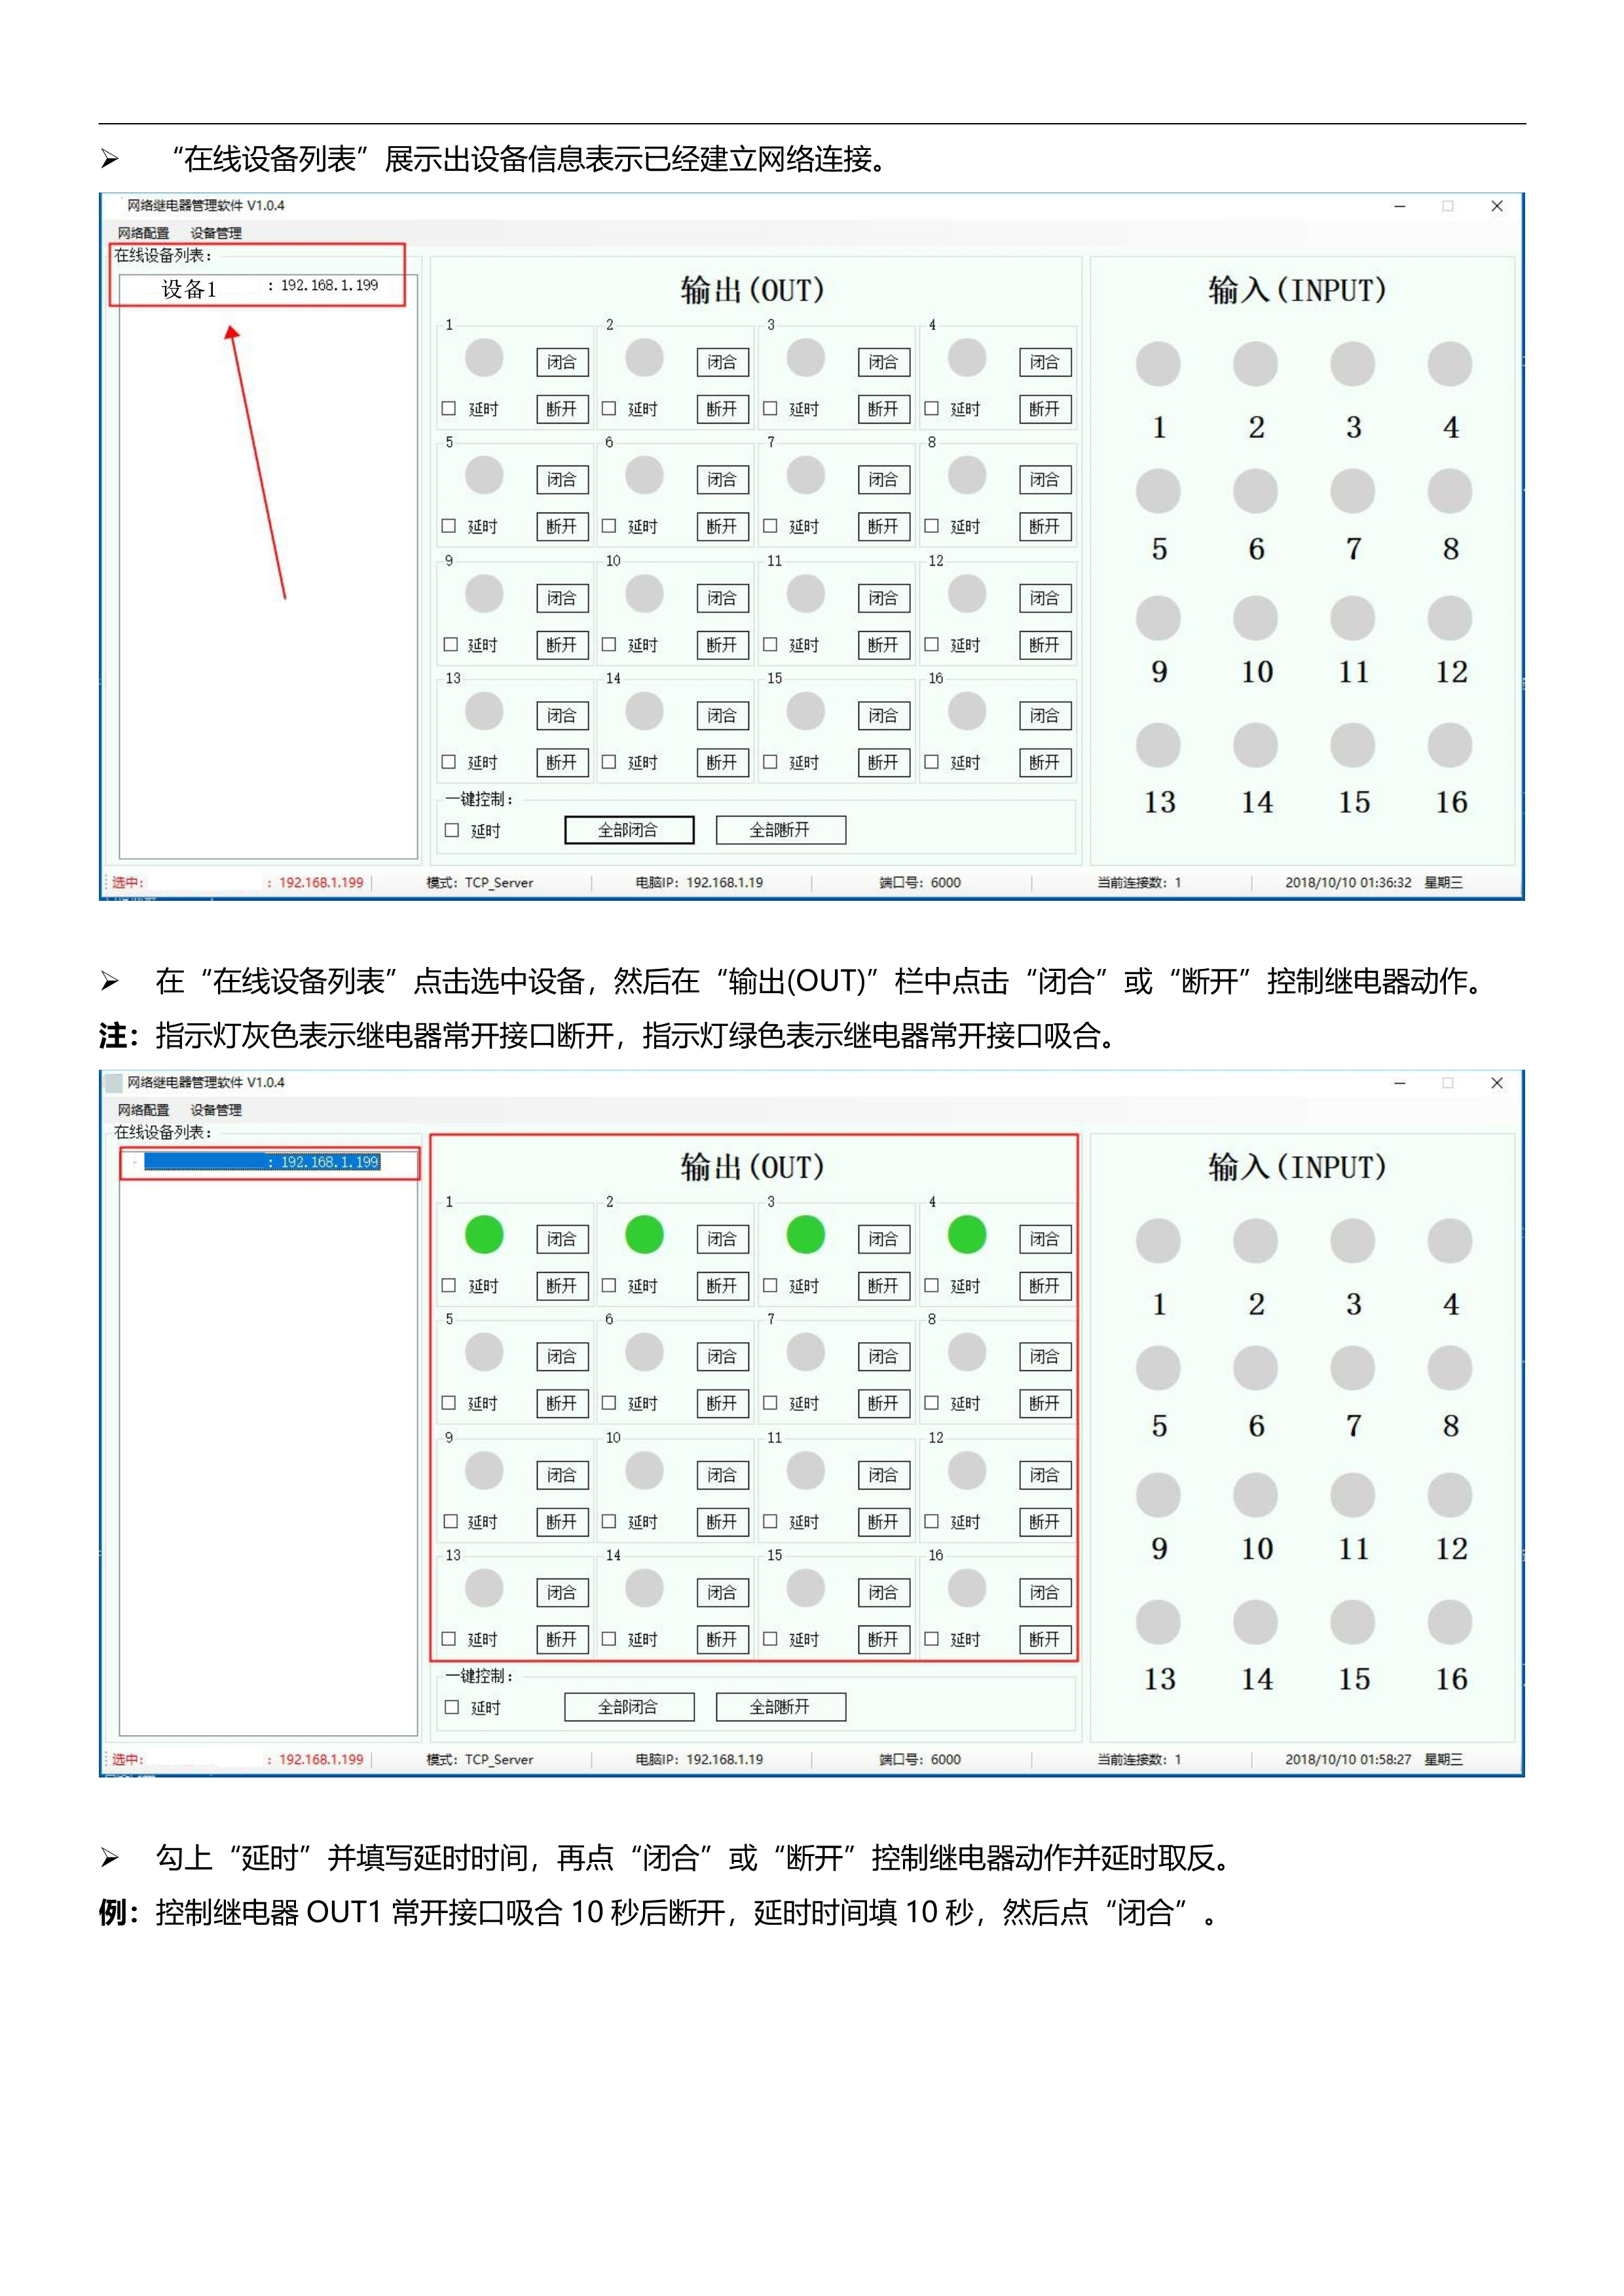 ➢ “在线设备列表”展示出设备信息表示已经建立网络连接。
网络继电器管理软件 V1.0.4
网络配置 设备管理
在线设备列表：
设备1 : 192.168.1.199
输出(OUT)
1 2 3 4
闭合 闭合 闭合 闭合
延时 断开 延时 断开 延时 断开 延时 断开
5 6 7 8
闭合 闭合 闭合 闭合
延时 断开 延时 断开 延时 断开 延时 断开
9 10 11 12
闭合 闭合 闭合 闭合
延时 断开 延时 断开 延时 断开 延时 断开
13 14 15 16
闭合 闭合 闭合 闭合
延时 断开 延时 断开 延时 断开 延时 断开
一键控制：
延时 全部闭合 全部断开
输入(INPUT)
1 2 3 4
5 6 7 8
9 10 11 12
13 14 15 16
选中: : 192.168.1.199 模式：TCP_Server 电脑IP：192.168.1.19 端口号：6000 当前连接数：1 2018/10/10 01:36:32 星期三
➢ 在“在线设备列表”点击选中设备，然后在“输出(OUT)”栏中点击“闭合”或“断开”控制继电器动作。
注：指示灯灰色表示继电器常开接口断开，指示灯绿色表示继电器常开接口吸合。
网络继电器管理软件 V1.0.4
网络配置 设备管理
在线设备列表：
: 192.168.1.199
输出(OUT)
1 2 3 4
闭合 闭合 闭合 闭合
延时 断开 延时 断开 延时 断开 延时 断开
5 6 7 8
闭合 闭合 闭合 闭合
延时 断开 延时 断开 延时 断开 延时 断开
9 10 11 12
闭合 闭合 闭合 闭合
延时 断开 延时 断开 延时 断开 延时 断开
13 14 15 16
闭合 闭合 闭合 闭合
延时 断开 延时 断开 延时 断开 延时 断开
一键控制：
延时 全部闭合 全部断开
输入(INPUT)
1 2 3 4
5 6 7 8
9 10 11 12
13 14 15 16
选中: : 192.168.1.199 模式：TCP_Server 电脑IP：192.168.1.19 端口号：6000 当前连接数：1 2018/10/10 01:58:27 星期三
➢ 勾上“延时”并填写延时时间，再点“闭合”或“断开”控制继电器动作并延时取反。
例：控制继电器 OUT1 常开接口吸合 10 秒后断开，延时时间填 10 秒，然后点“闭合”。